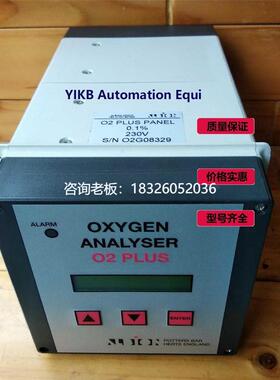 YIKB Automation Equi
O2 PLUS PANEL
0.1%
230V
S/N O2G08329
质量保证
咨询老板：18326052036
价格实惠
型号齐全
ALARM
OXYGEN
ANALYSER
O2 PLUS
ENTER
POTTERS BAR
HERTS ENGLAND